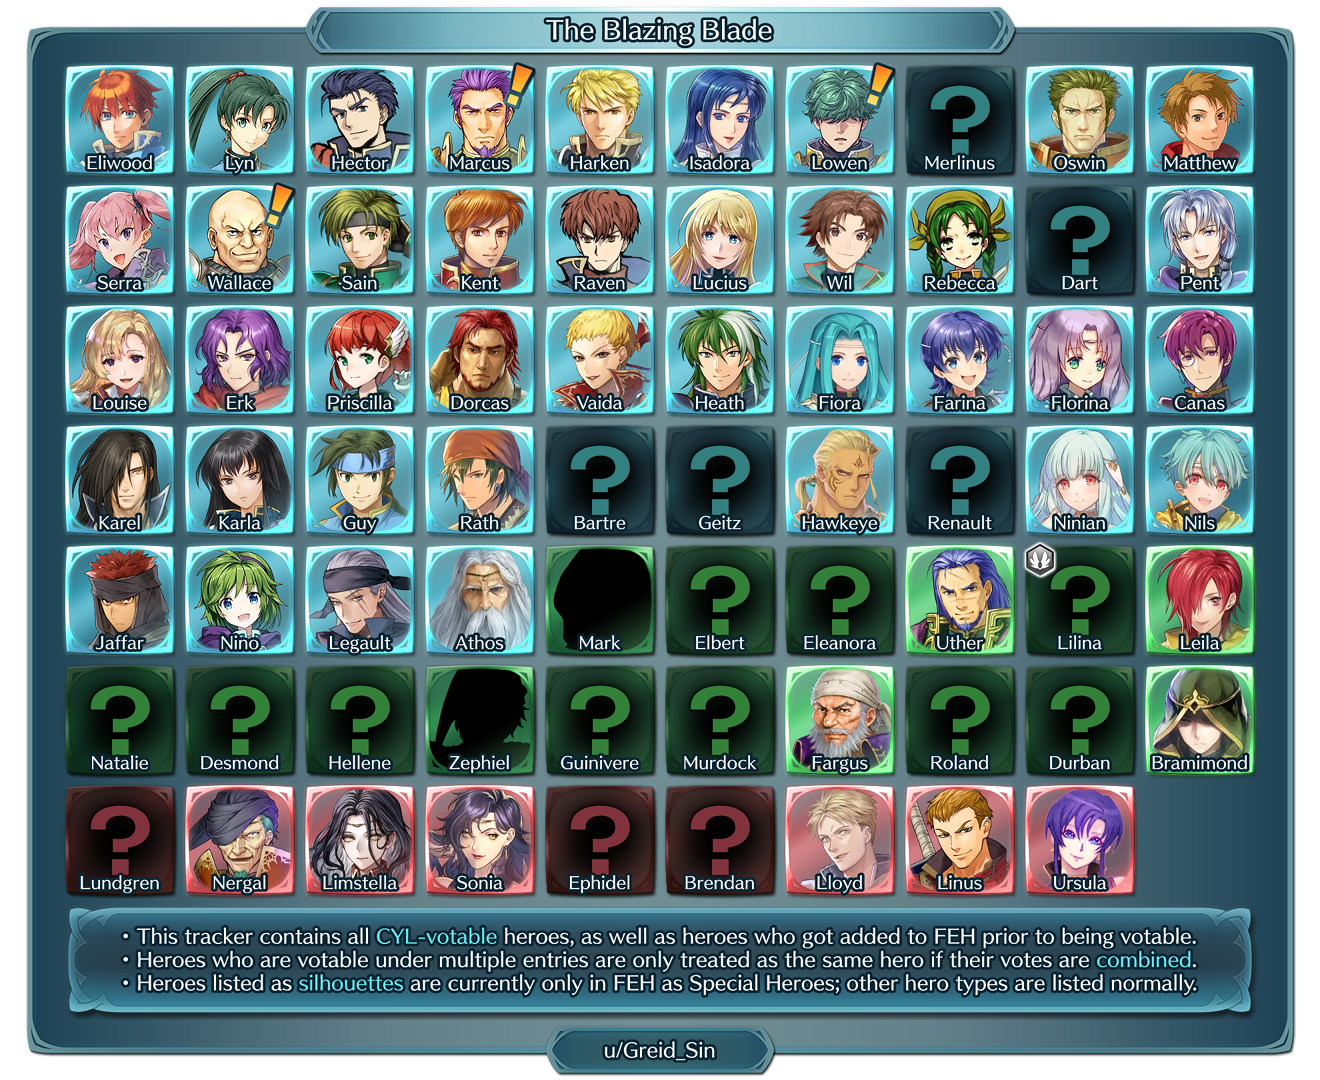 The Blazing Blade
Eliwood Lyn Hector Marcus Harken Isadora Lowen Merlinus Oswin Matthew
Serra Wallace Sain Kent Raven Lucius Wil Rebecca Dart Pent
Louise Erk Priscilla Dorcas Vaida Heath Fiora Farina Florina Canas
Karel Karla Guy Rath Bartre Geitz Hawkeye Renault Ninian Nils
Jaffar Nino Legault Athos Mark Elbert Eleanora Uther Lilina Leila
Natalie Desmond Hellene Zephiel Guinivere Murdock Fargus Roland Durban Bramimond
Lundgren Nergal Limstella Sonia Ephidel Brendan Lloyd Linus Ursula
• This tracker contains all CYL-votable heroes, as well as heroes who got added to FEH prior to being votable.
• Heroes who are votable under multiple entries are only treated as the same hero if their votes are combined.
• Heroes listed as silhouettes are currently only in FEH as Special Heroes; other hero types are listed normally.
u/Greid_Sin